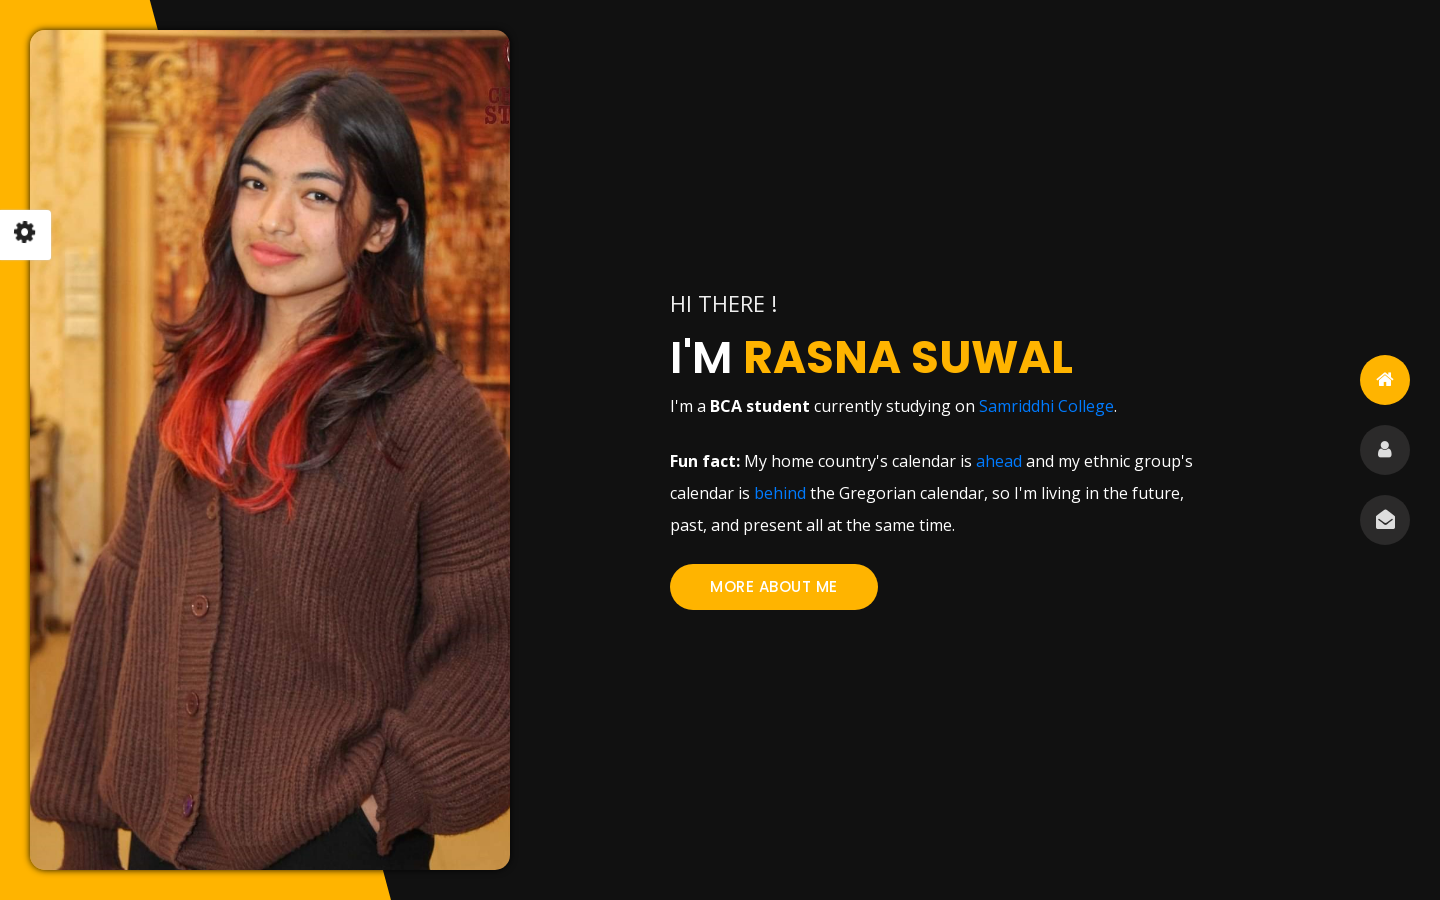 HI THERE !
I'M RASNA SUWAL
I'm a BCA student currently studying on Samriddhi College.
Fun fact: My home country's calendar is ahead and my ethnic group's
calendar is behind the Gregorian calendar, so I'm living in the future,
past, and present all at the same time.
MORE ABOUT ME